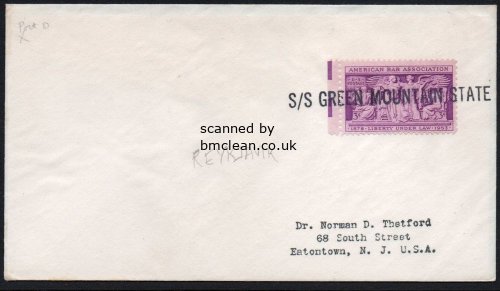 Port D
X
AMERICAN BAR ASSOCIATION
S/S GREEN MOUNTAIN STATE
1878 · LIBERTY UNDER LAW · 1953
scanned by
bmclean.co.uk
REYKJAVIK
Dr. Norman D. Thetford
68 South Street
Eatontown, N. J. U.S.A.